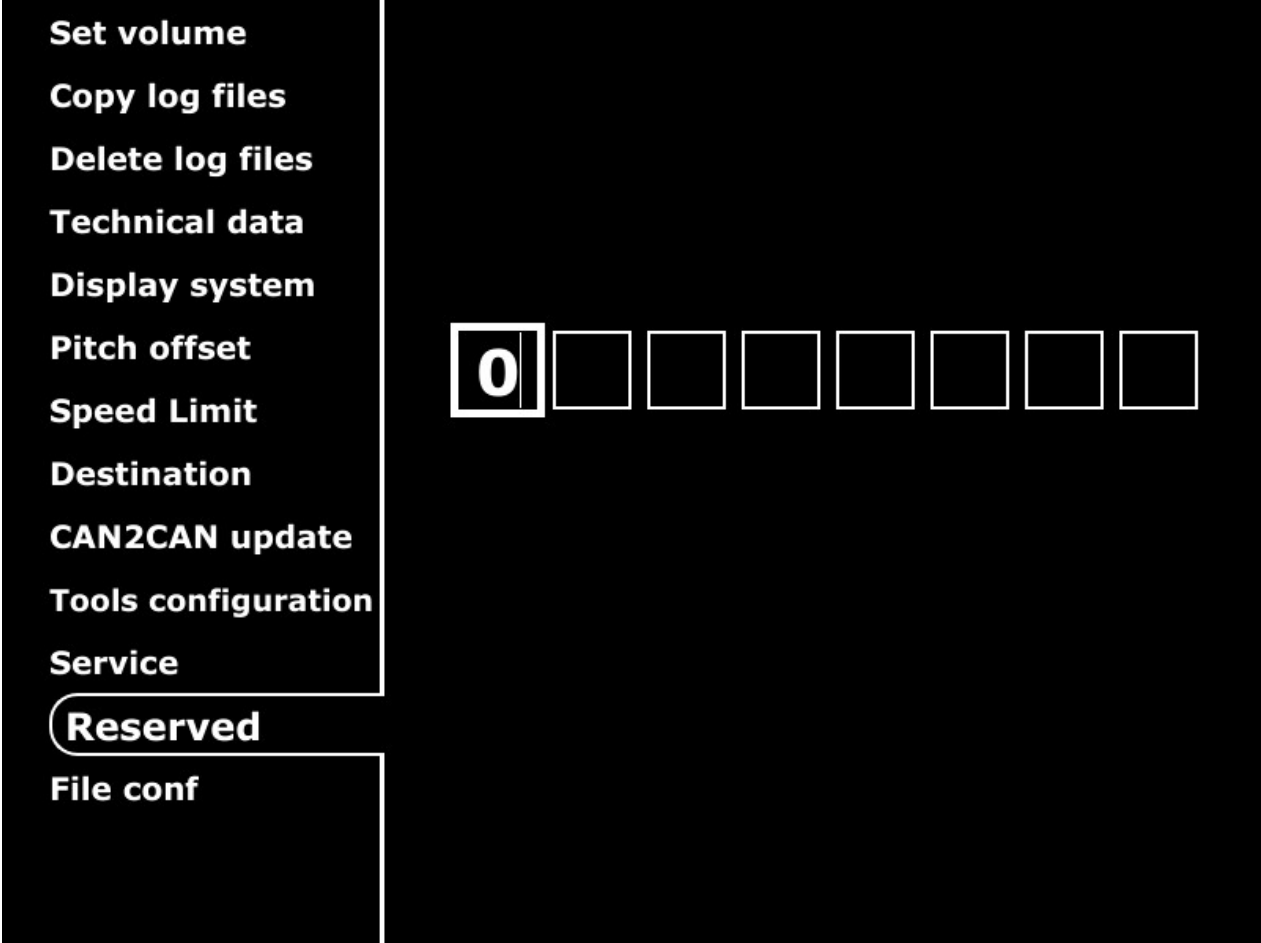 Set volume
Copy log files
Delete log files
Technical data
Display system
Pitch offset
Speed Limit
Destination
CAN2CAN update
Tools configuration
Service
Reserved
File conf
0